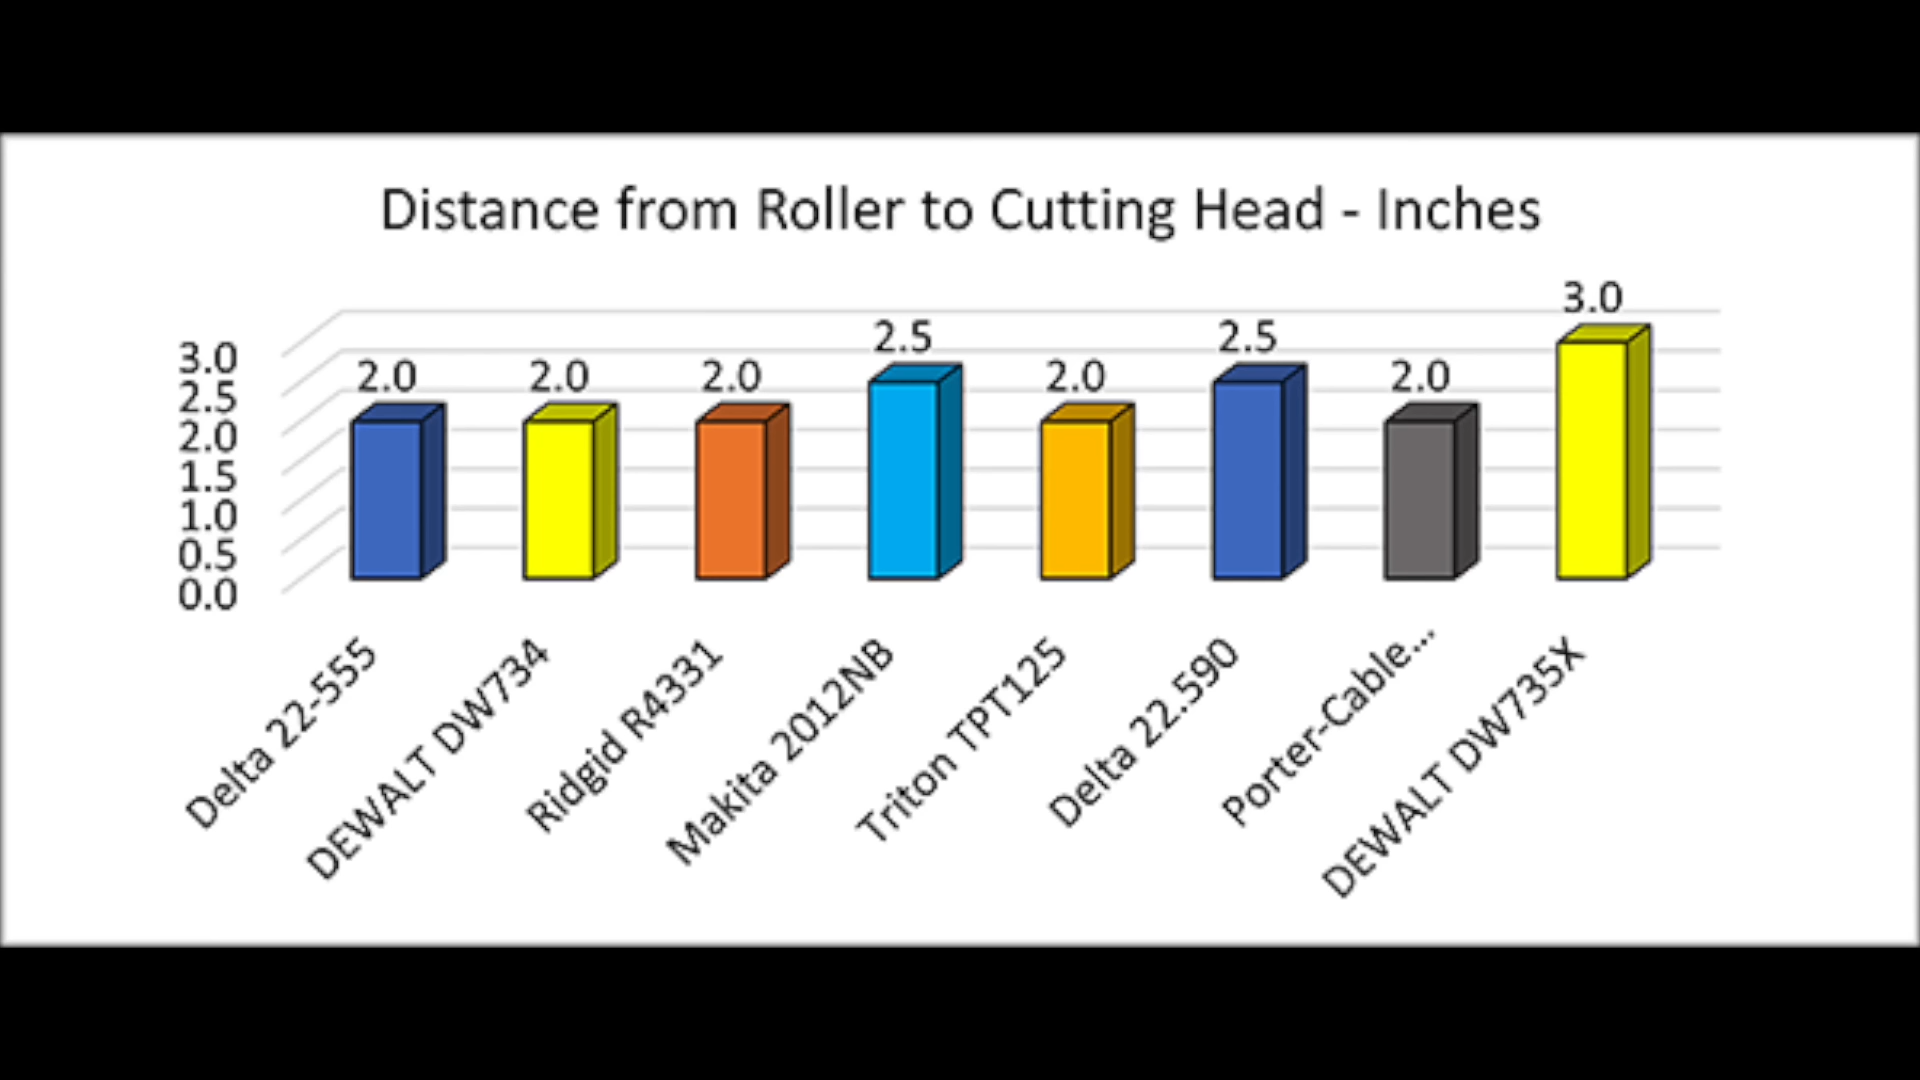 Distance from Roller to Cutting Head - Inches
3.0
2.5
2.0
1.5
1.0
0.5
0.0
2.0
2.0
2.0
2.5
2.0
2.5
2.0
3.0
Delta 22-555
DEWALT DW734
Ridgid R4331
Makita 2012NB
Triton TPT125
Delta 22.590
Porter-Cable...
DEWALT DW735X